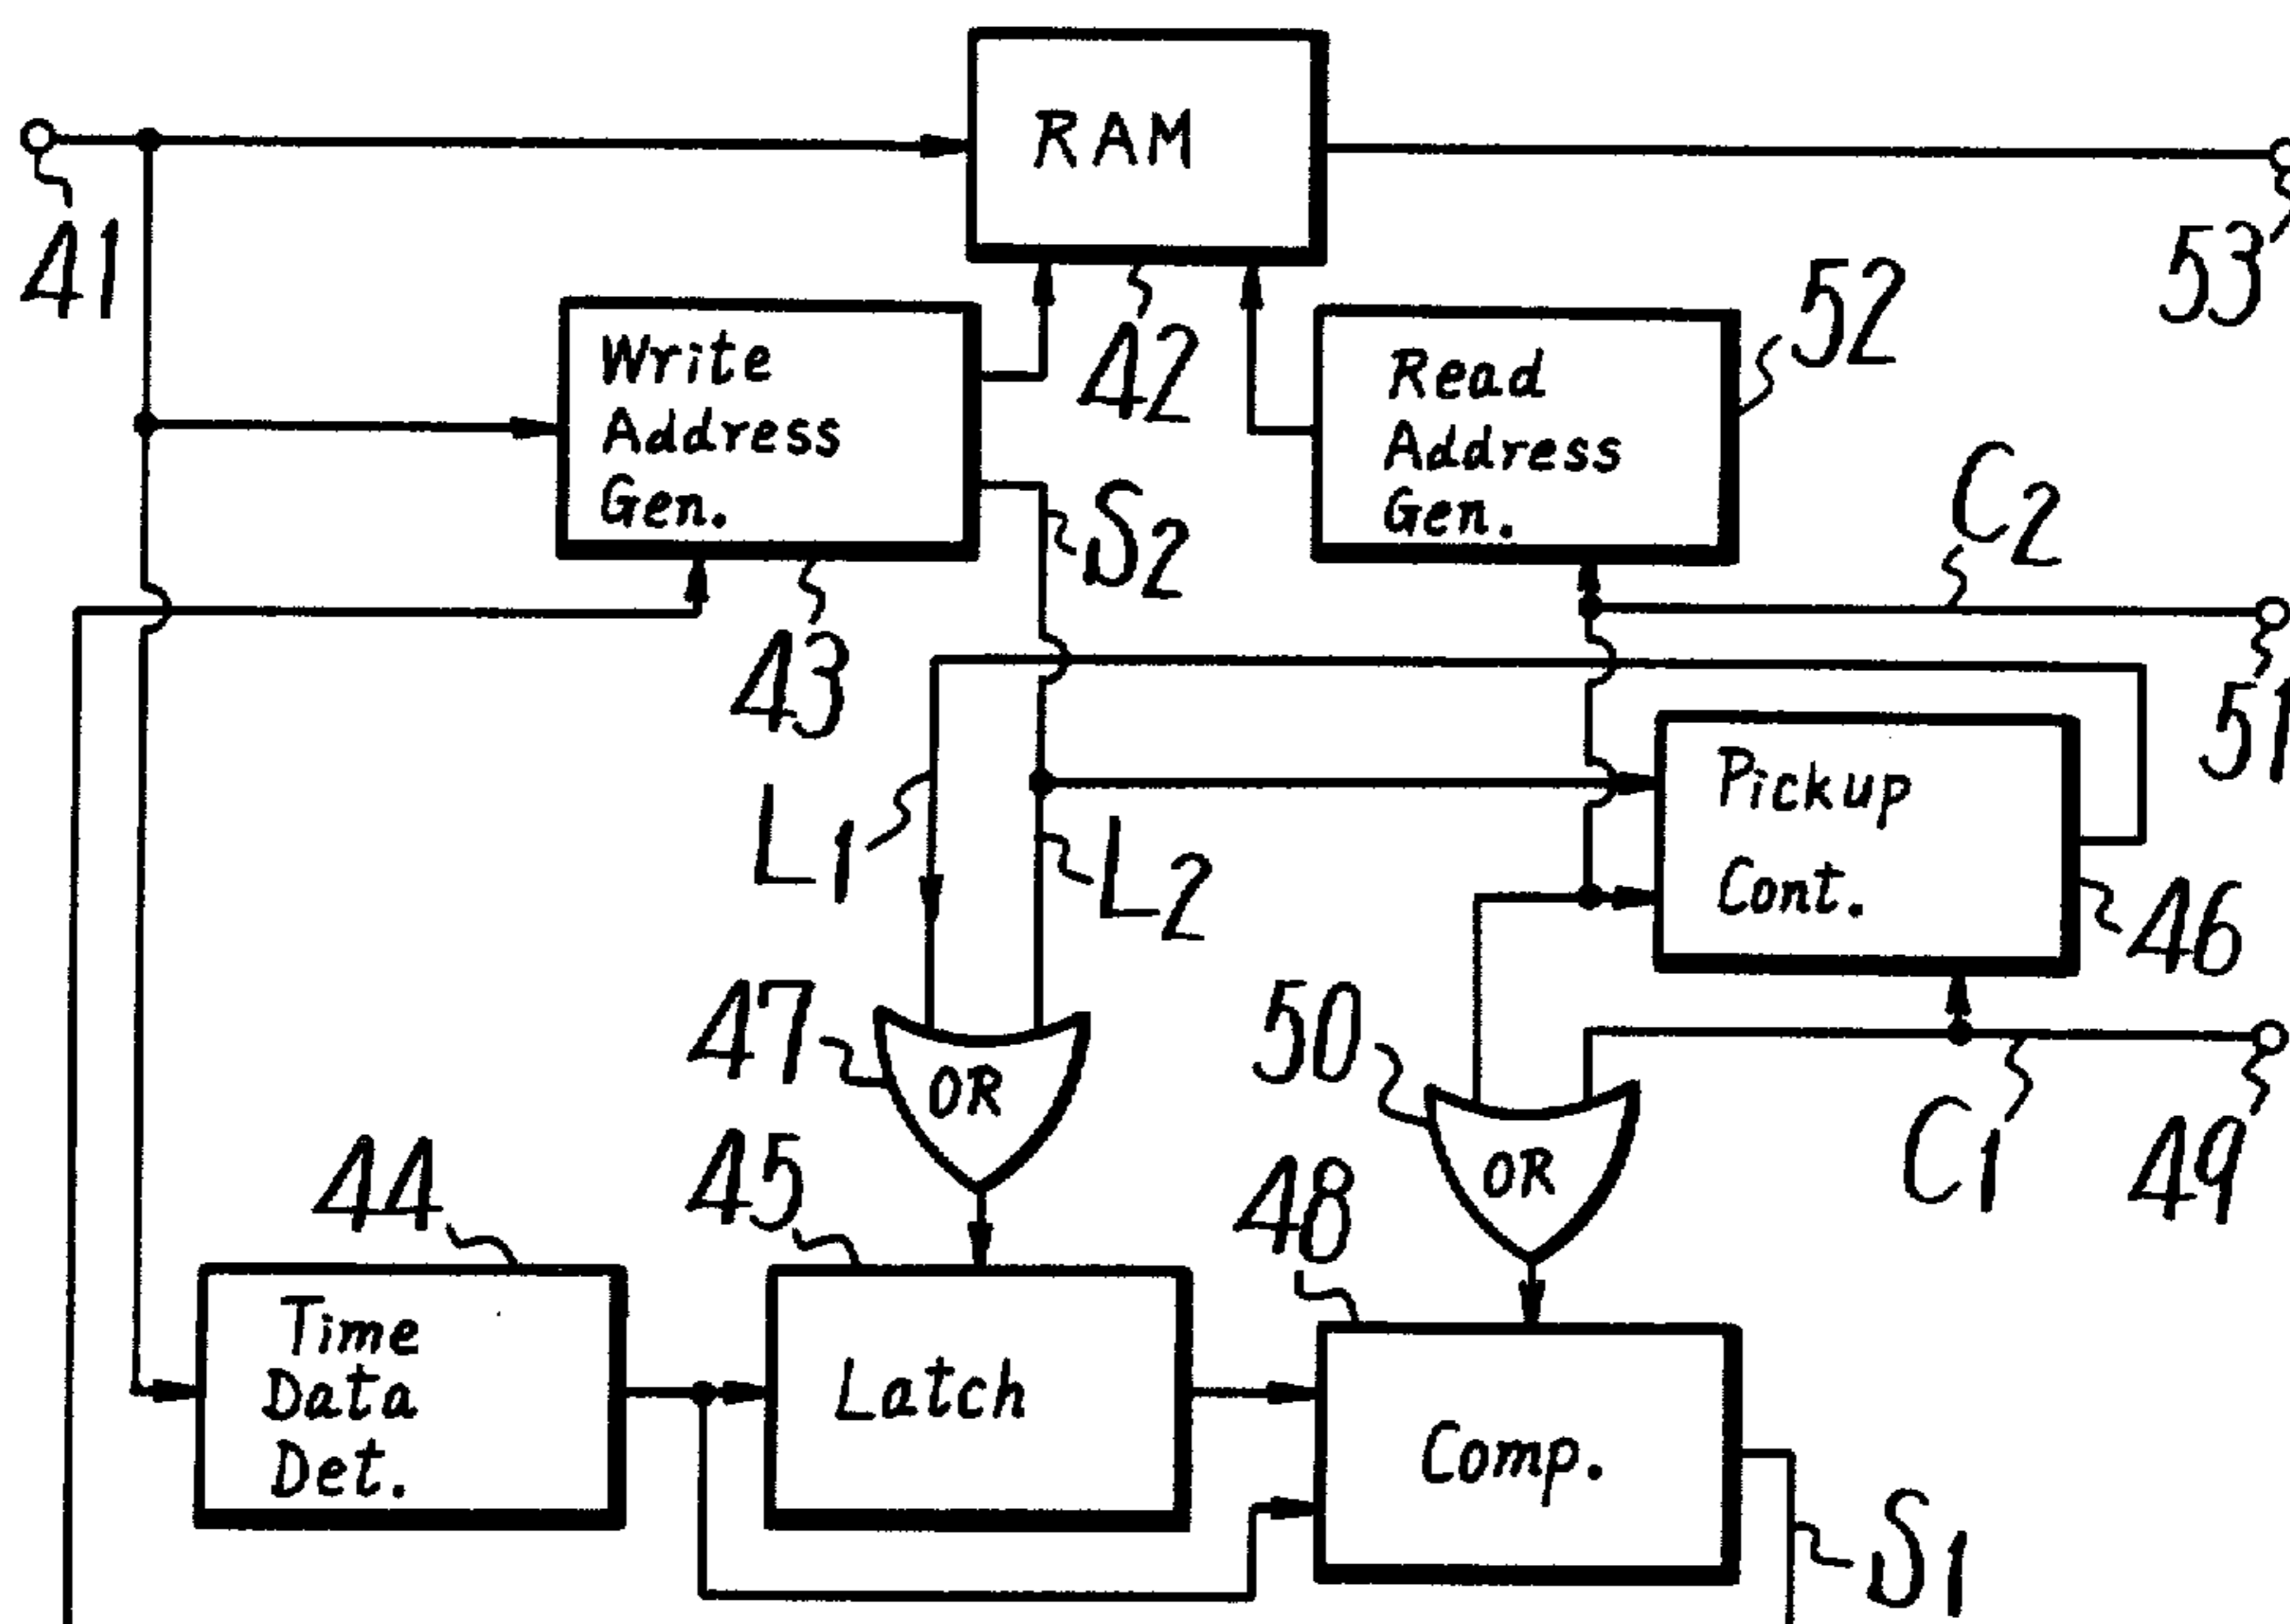 RAM
41
53
52
Write
Address
Gen.
42
Read
Address
Gen.
S2
C2
43
51
L1
L2
Pickup
Cont.
46
47
OR
50
OR
C1
49
44
45
48
Time
Data
Det.
Latch
Comp.
S1